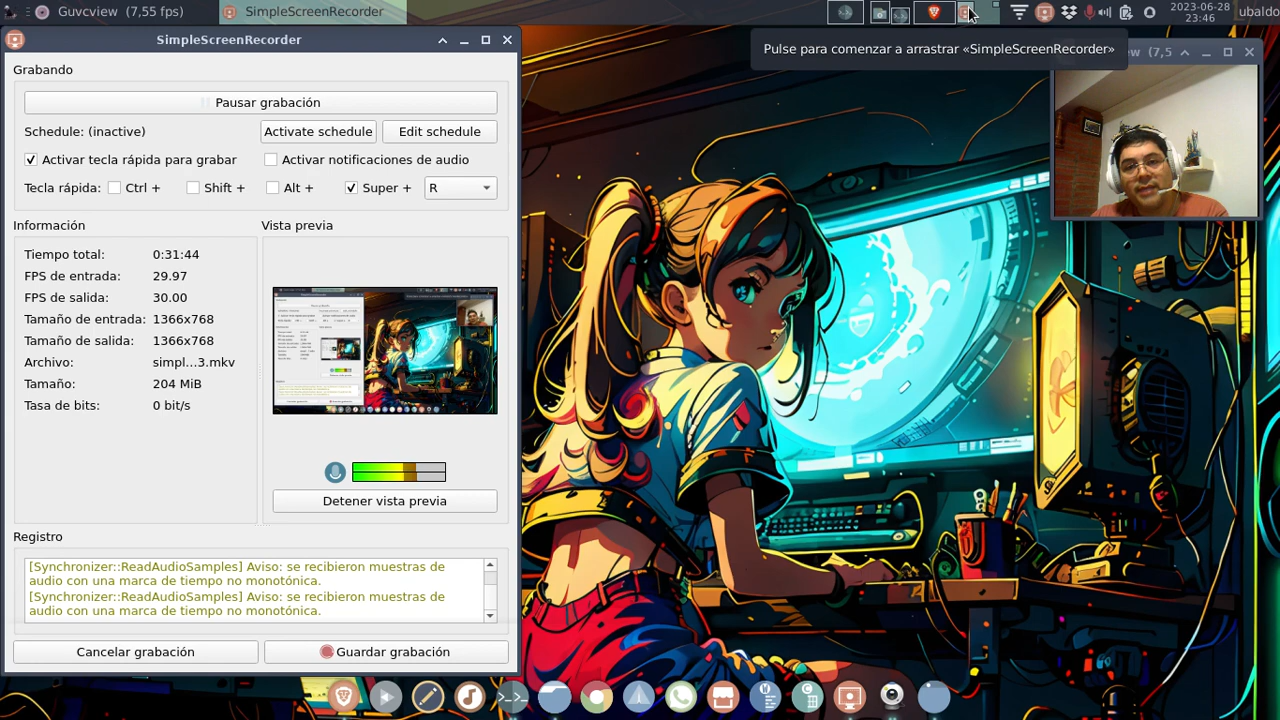 Guvcview (7,55 fps)
SimpleScreenRecorder
2023-06-28
23:46
ubaldo
SimpleScreenRecorder
Pulse para comenzar a arrastrar «SimpleScreenRecorder»
ew (7,5
Grabando
Pausar grabación
Schedule: (inactive)
Activate schedule
Edit schedule
Activar tecla rápida para grabar
Activar notificaciones de audio
Tecla rápida:
Ctrl +
Shift +
Alt +
Super +
R
Información
Vista previa
Tiempo total: 0:31:44
FPS de entrada: 29.97
FPS de salida: 30.00
Tamaño de entrada: 1366x768
Tamaño de salida: 1366x768
Archivo: simpl...3.mkv
Tamaño: 204 MiB
Tasa de bits: 0 bit/s
Detener vista previa
Registro
[Synchronizer::ReadAudioSamples] Aviso: se recibieron muestras de
audio con una marca de tiempo no monotónica.
[Synchronizer::ReadAudioSamples] Aviso: se recibieron muestras de
audio con una marca de tiempo no monotónica.
Cancelar grabación
Guardar grabación